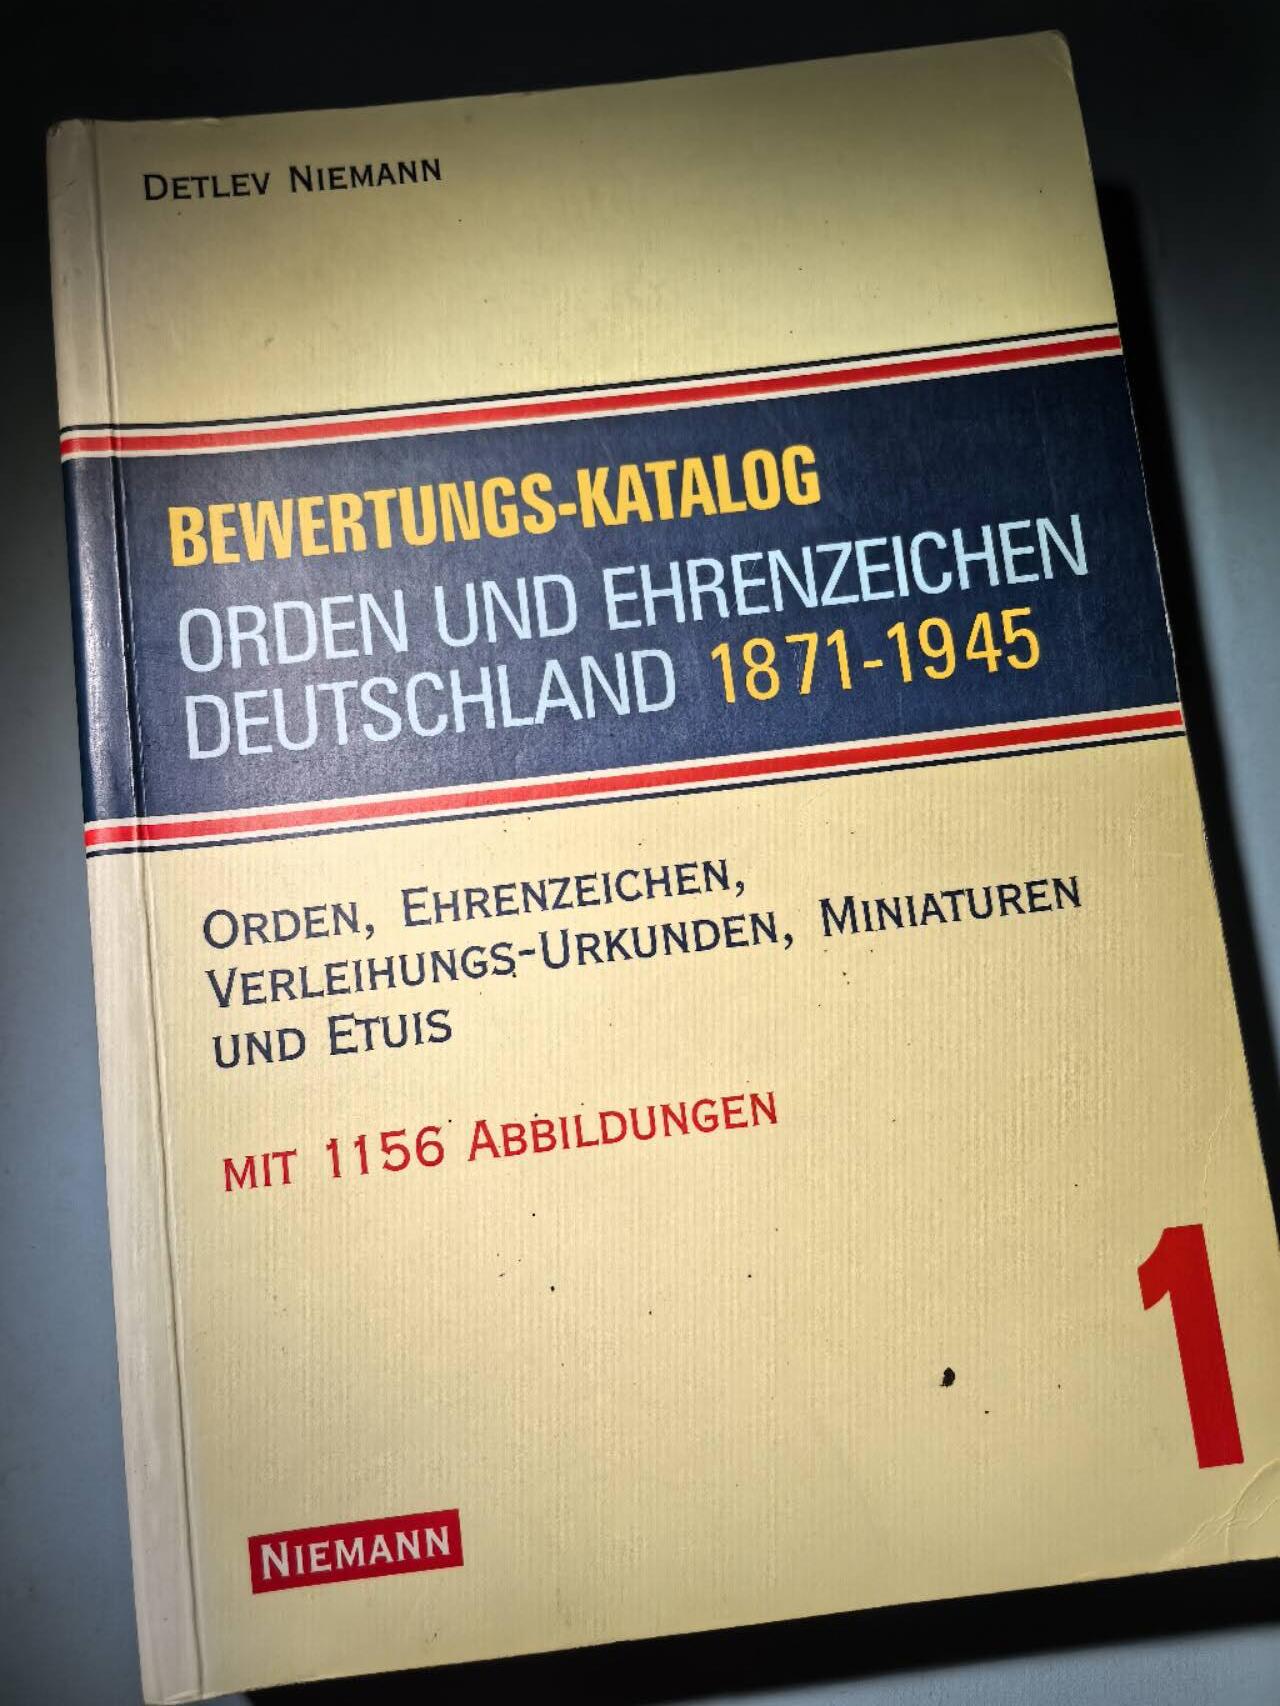 DETLEV NIEMANN
BEWERTUNGS-KATALOG
ORDEN UND EHRENZEICHEN
DEUTSCHLAND 1871-1945
ORDEN, EHRENZEICHEN,
VERLEIHUNGS-URKUNDEN, MINIATUREN
UND ETUIS
MIT 1156 ABBILDUNGEN
1
NIEMANN